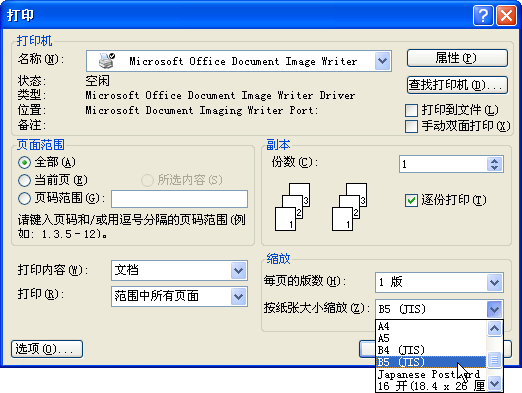 打印
打印机
名称(N):
Microsoft Office Document Image Writer
属性(P)
状态:
空闲
查找打印机(D)...
类型:
Microsoft Office Document Image Writer Driver
位置:
Microsoft Document Imaging Writer Port:
打印到文件(L)
备注:
手动双面打印(X)
页面范围
全部(A)
当前页(E)
所选内容(S)
页码范围(G):
请键入页码和/或用逗号分隔的页码范围(例
如: 1.3.5-12)。
副本
份数(C):
1
1
2
3
1
2
3
逐份打印(T)
打印内容(W):
文档
打印(R):
范围中所有页面
缩放
每页的版数(H):
1 版
按纸张大小缩放(Z):
B5 (JIS)
A4
A5
B4 (JIS)
B5 (JIS)
Japanese Postcard
16 开(18.4 x 26 厘
选项(O)...